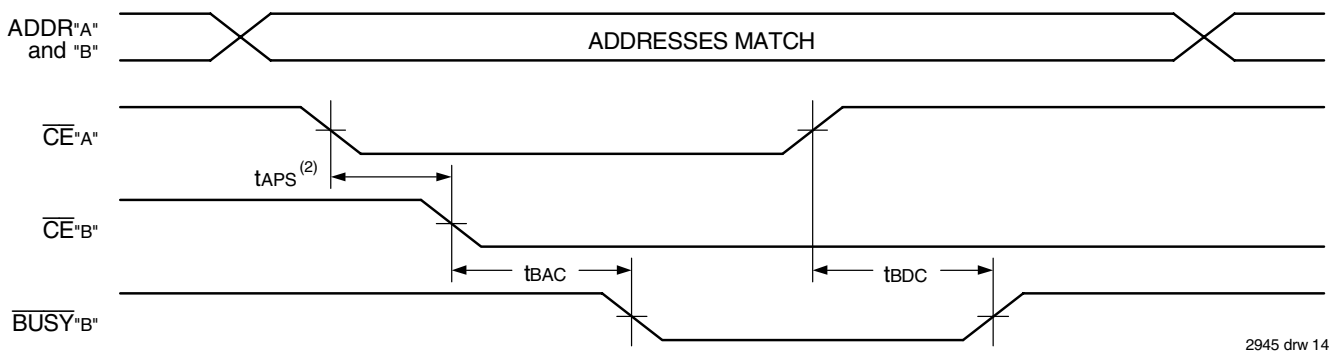 ADDR"A"
and "B"
ADDRESSES MATCH
CE"A"
tAPS(2)
CE"B"
tBAC
tBDC
BUSY"B"
2945 drw 14